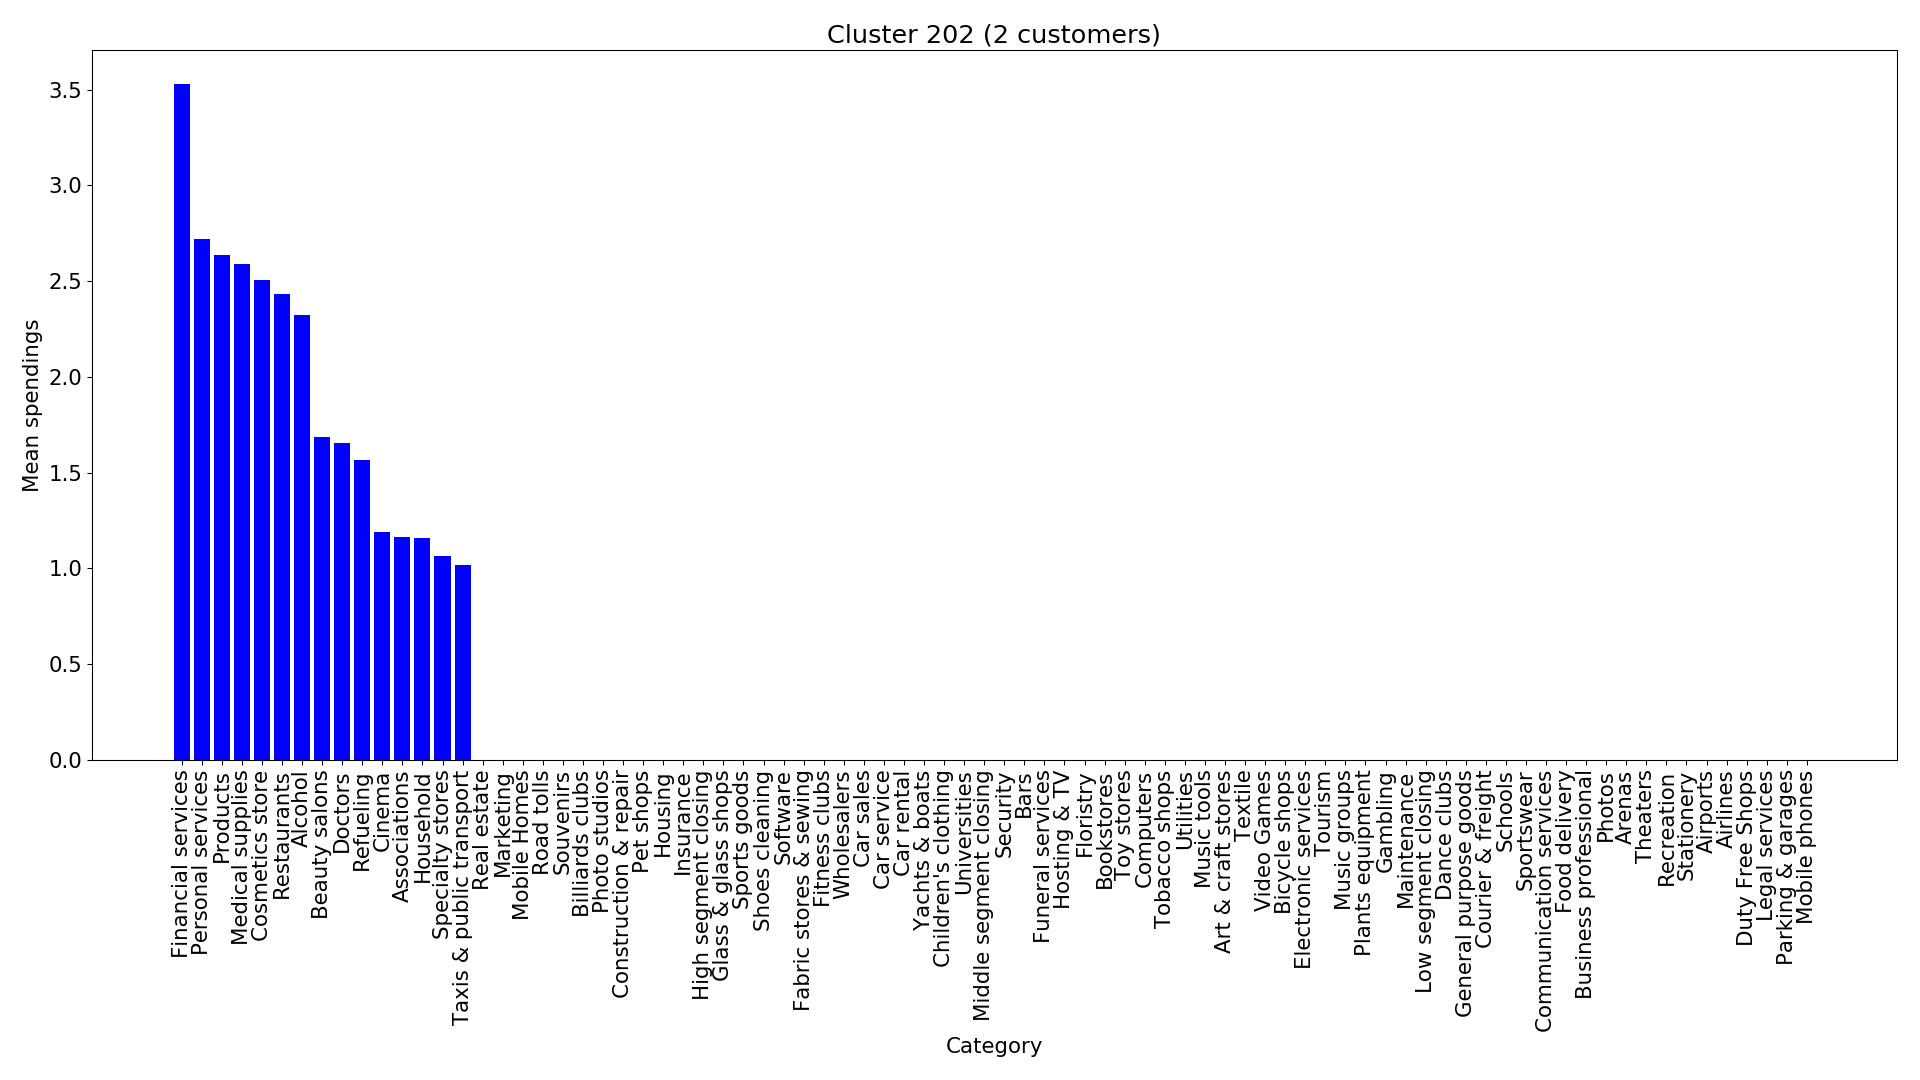 Cluster 202 (2 customers)
Mean spendings
3.5
3.0
2.5
2.0
1.5
1.0
0.5
0.0
Financial services
Personal services
Products
Medical supplies
Cosmetics store
Restaurants
Alcohol
Beauty salons
Doctors
Refueling
Cinema
Associations
Household
Specialty stores
Taxis & public transport
Real estate
Marketing
Mobile Homes
Road tolls
Souvenirs
Billiards clubs
Photo studios
Construction & repair
Pet shops
Housing
Insurance
High segment closing
Glass & glass shops
Sports goods
Shoes cleaning
Software
Fabric stores & sewing
Fitness clubs
Wholesalers
Car sales
Car service
Car rental
Yachts & boats
Children's clothing
Universities
Middle segment closing
Security
Bars
Funeral services
Hosting & TV
Floristry
Bookstores
Toy stores
Computers
Tobacco shops
Utilities
Music tools
Art & craft stores
Textile
Video Games
Bicycle shops
Electronic services
Tourism
Music groups
Plants equipment
Gambling
Maintenance
Low segment closing
Dance clubs
General purpose goods
Courier & freight
Schools
Sportswear
Communication services
Food delivery
Business professional
Photos
Arenas
Theaters
Recreation
Stationery
Airports
Airlines
Duty Free Shops
Legal services
Parking & garages
Mobile phones
Category